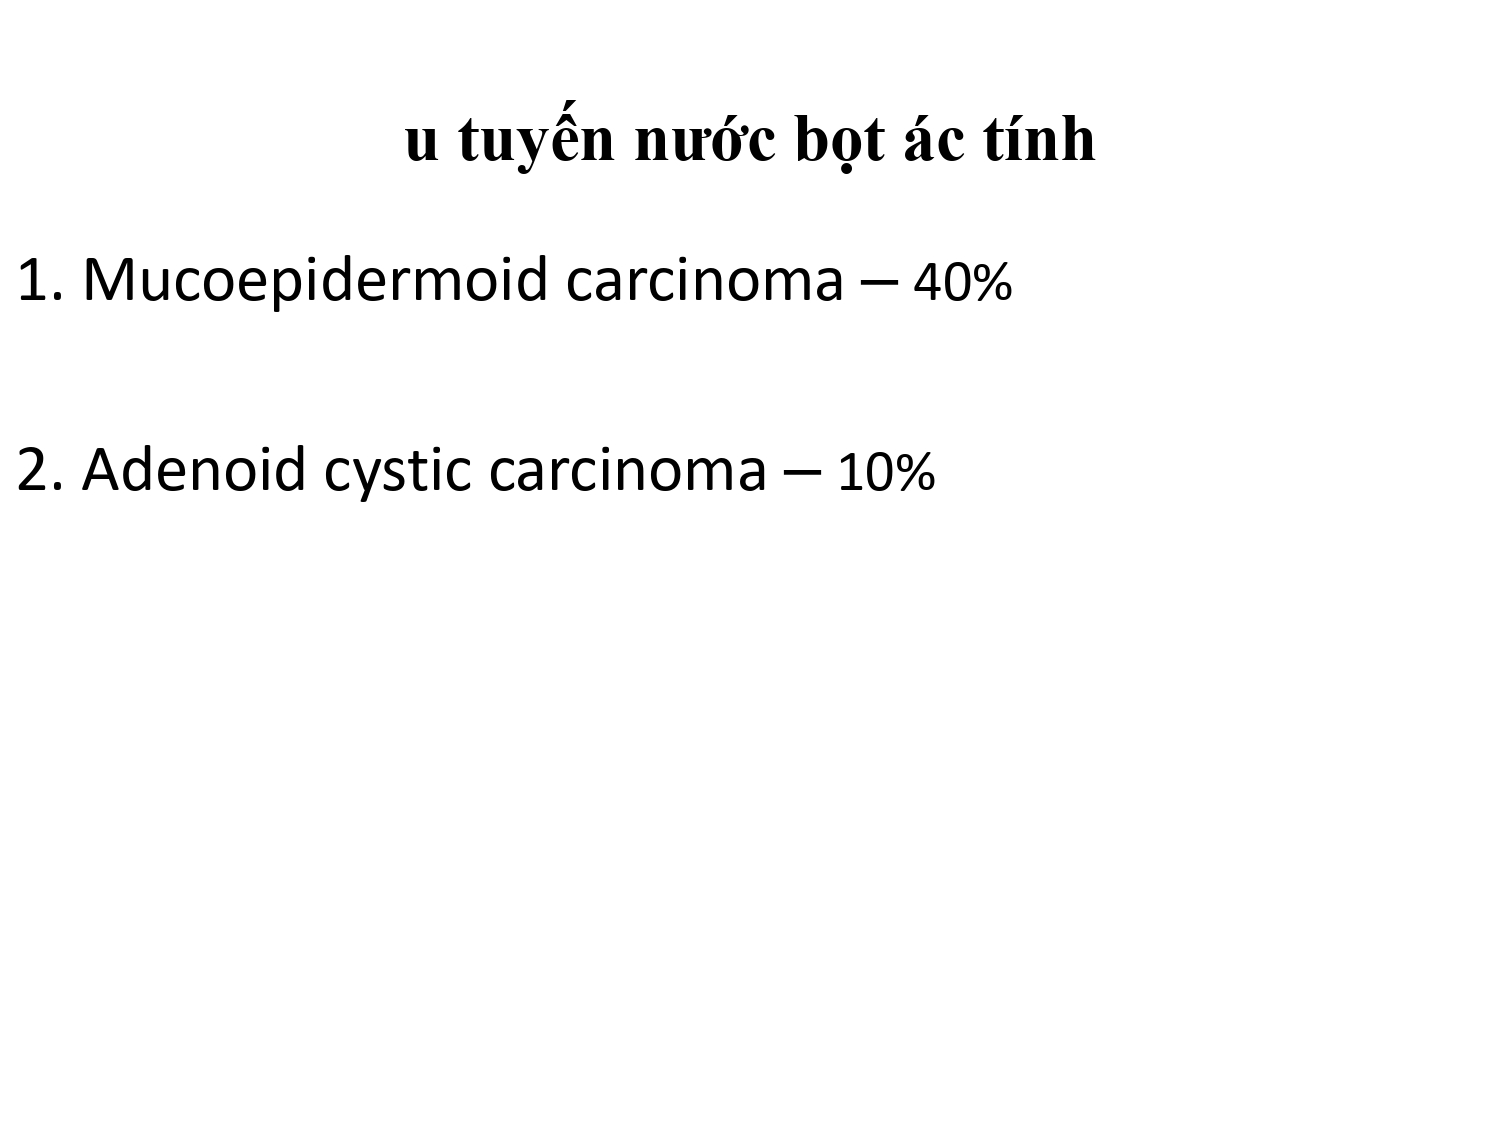 u tuyến nước bọt ác tính
1. Mucoepidermoid carcinoma – 40%
2. Adenoid cystic carcinoma – 10%